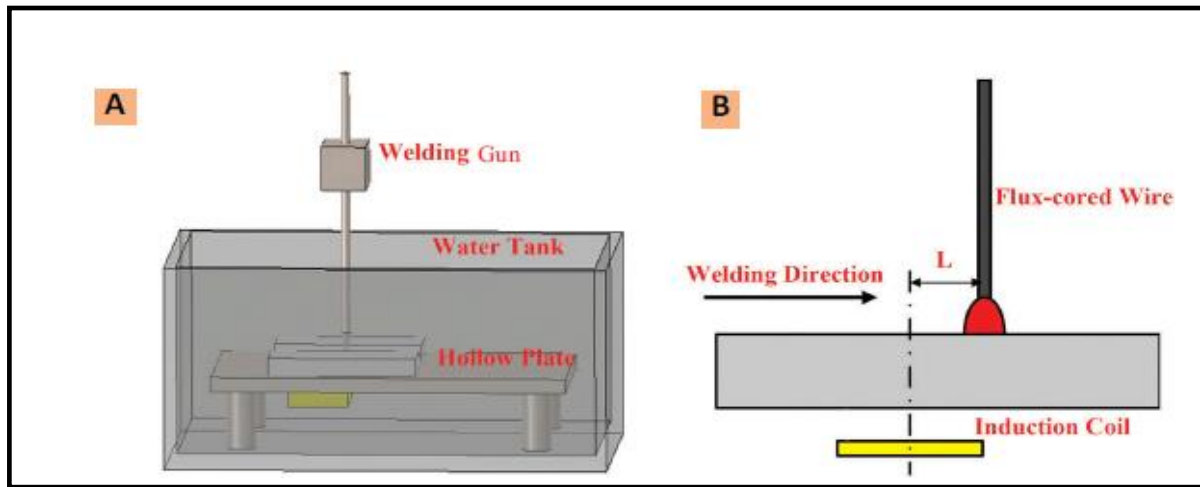 A
Welding Gun
Water Tank
Hollow Plate
B
Flux-cored Wire
L
Welding Direction
Induction Coil